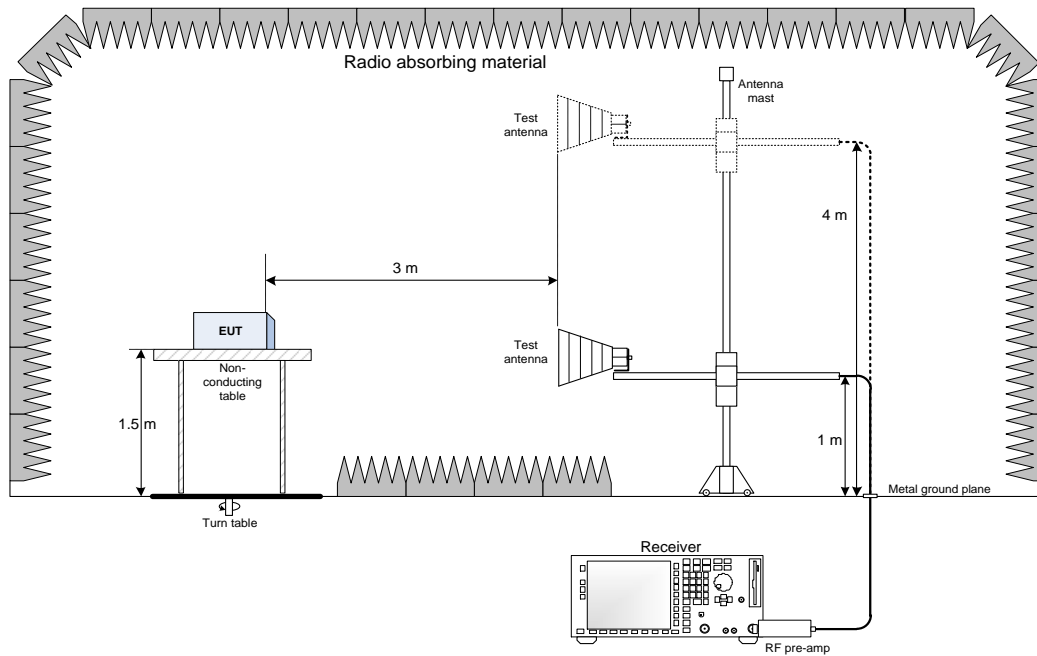 Radio absorbing material
Antenna
mast
Test
antenna
4 m
3 m
EUT
Test
antenna
Non-
conducting
table
1.5 m
1 m
Metal ground plane
Turn table
Receiver
RF pre-amp